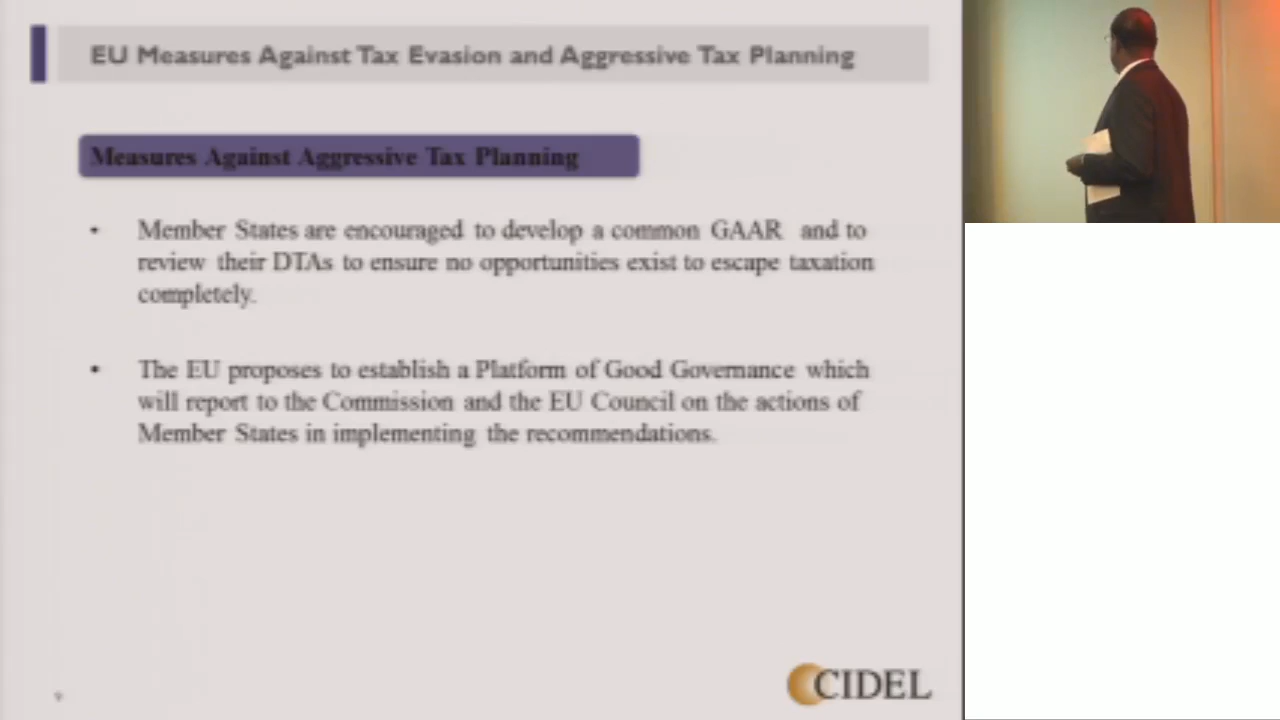 EU Measures Against Tax Evasion and Aggressive Tax Planning
Measures Against Aggressive Tax Planning
• Member States are encouraged to develop a common GAAR and to
review their DTAs to ensure no opportunities exist to escape taxation
completely.
• The EU proposes to establish a Platform of Good Governance which
will report to the Commission and the EU Council on the actions of
Member States in implementing the recommendations.
CIDEL